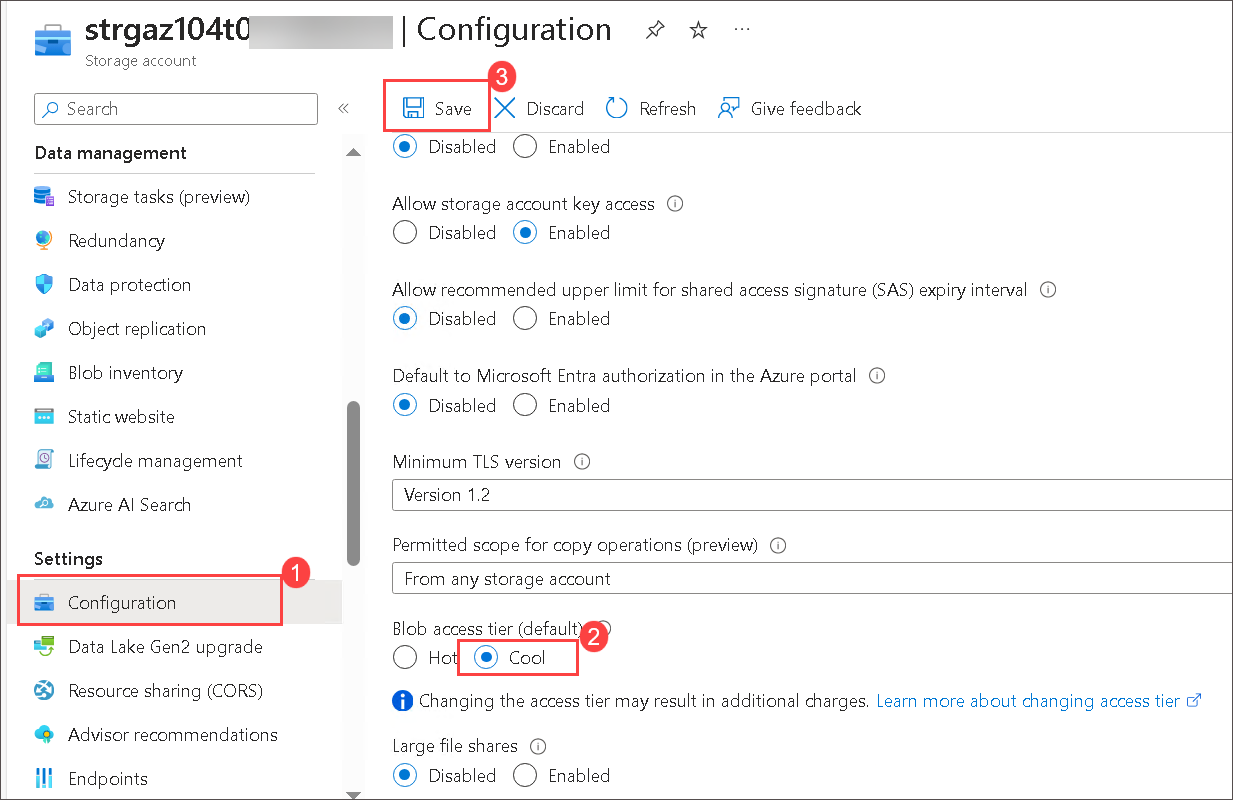 strgaz104t0 | Configuration ...
Storage account
Search
«
Data management
Storage tasks (preview)
Redundancy
Data protection
Object replication
Blob inventory
Static website
Lifecycle management
Azure AI Search
Settings
Configuration
1
Data Lake Gen2 upgrade
Resource sharing (CORS)
Advisor recommendations
Endpoints
Save
3
Discard
Refresh
Give feedback
Disabled Enabled
Allow storage account key access
Disabled Enabled
Allow recommended upper limit for shared access signature (SAS) expiry interval
Disabled Enabled
Default to Microsoft Entra authorization in the Azure portal
Disabled Enabled
Minimum TLS version
Version 1.2
Permitted scope for copy operations (preview)
From any storage account
Blob access tier (default)
2
Hot Cool
Changing the access tier may result in additional charges. Learn more about changing access tier
Large file shares
Disabled Enabled